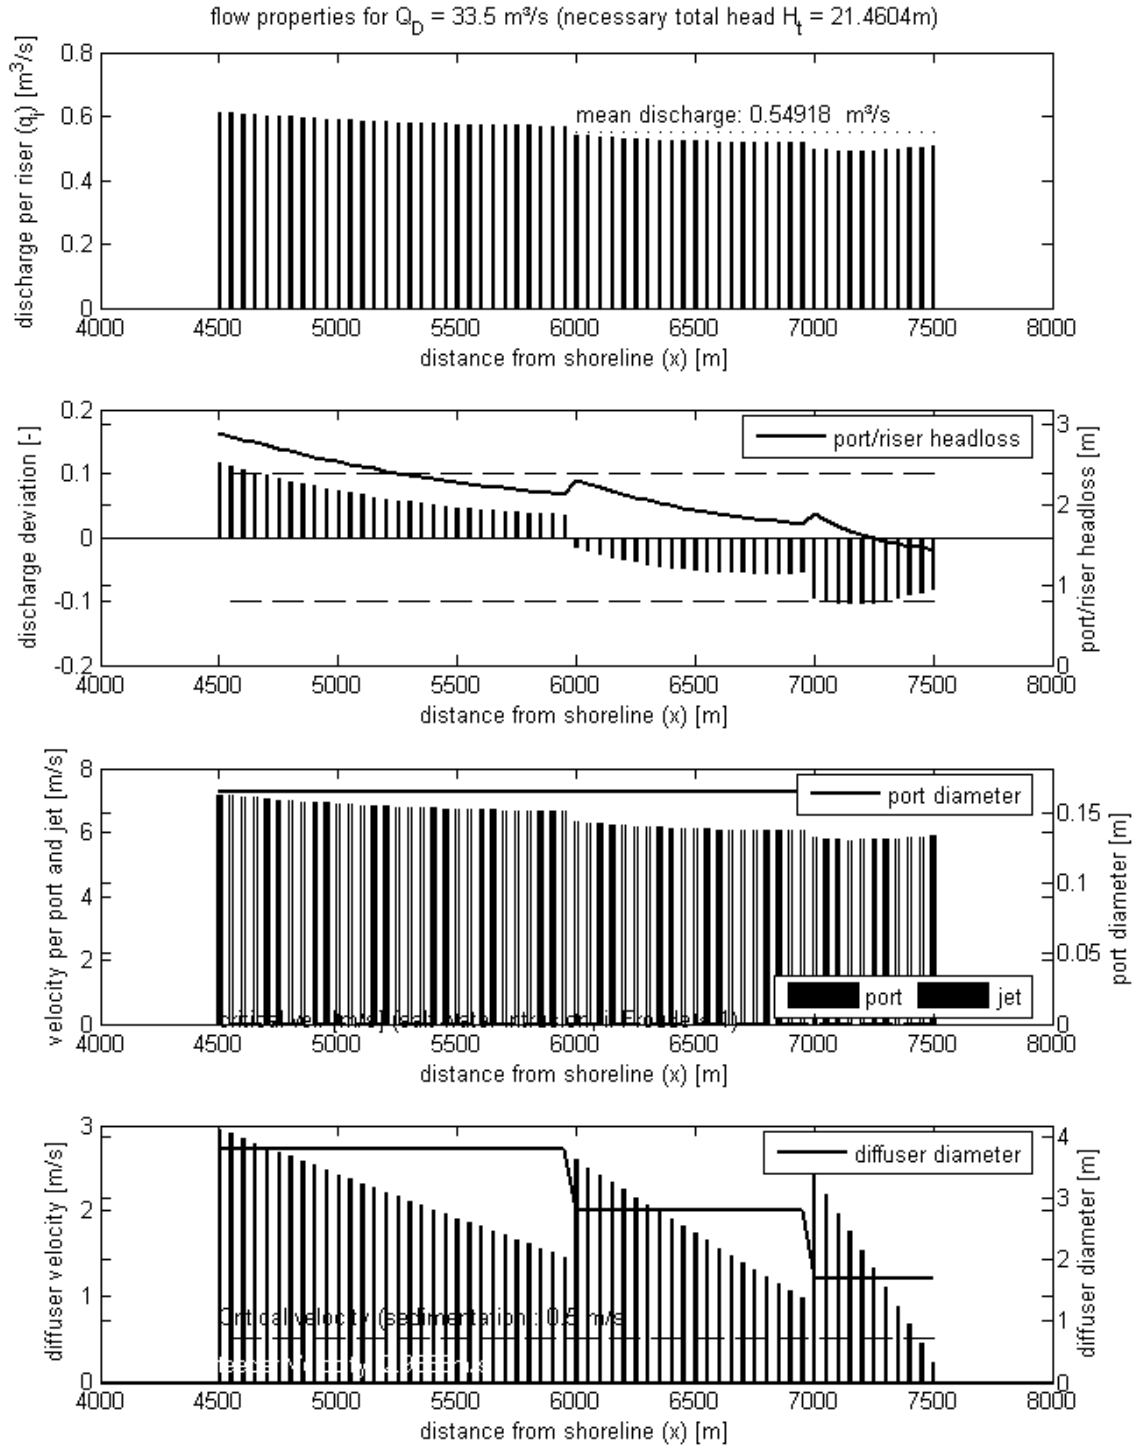 flow properties for Q_D = 33.5 m³/s (necessary total head H_t = 21.4604m)
discharge per riser (q_r) [m³/s]
0.8
0.6
0.4
0.2
0
mean discharge: 0.54918 m³/s
4000 4500 5000 5500 6000 6500 7000 7500 8000
distance from shoreline (x) [m]
discharge deviation [-]
0.2
0.1
0
-0.1
-0.2
port/riser headloss
3
2
1
0
port/riser headloss [m]
4000 4500 5000 5500 6000 6500 7000 7500 8000
distance from shoreline (x) [m]
velocity per port and jet [m/s]
8
6
4
2
0
port diameter
0.15
0.1
0.05
0
port diameter [m]
port jet
4000 4500 5000 5500 6000 6500 7000 7500 8000
distance from shoreline (x) [m]
diffuser velocity [m/s]
3
2
1
0
diffuser diameter
4
3
2
1
0
diffuser diameter [m]
Critical velocity (sedimentation): 0.5 m/s
4000 4500 5000 5500 6000 6500 7000 7500 8000
distance from shoreline (x) [m]